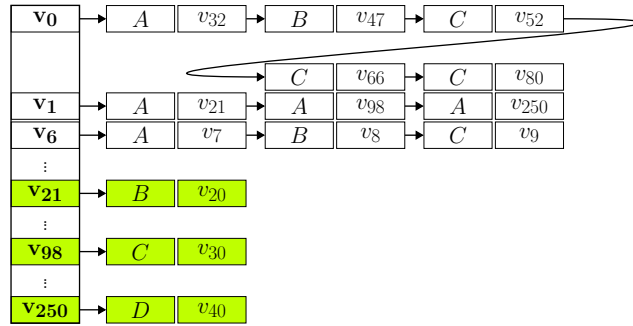 v0 A v32 B v47 C v52
C v66 C v80
v1 A v21 A v98 A v250
v6 A v7 B v8 C v9
⋮
v21 B v20
⋮
v98 C v30
⋮
v250 D v40